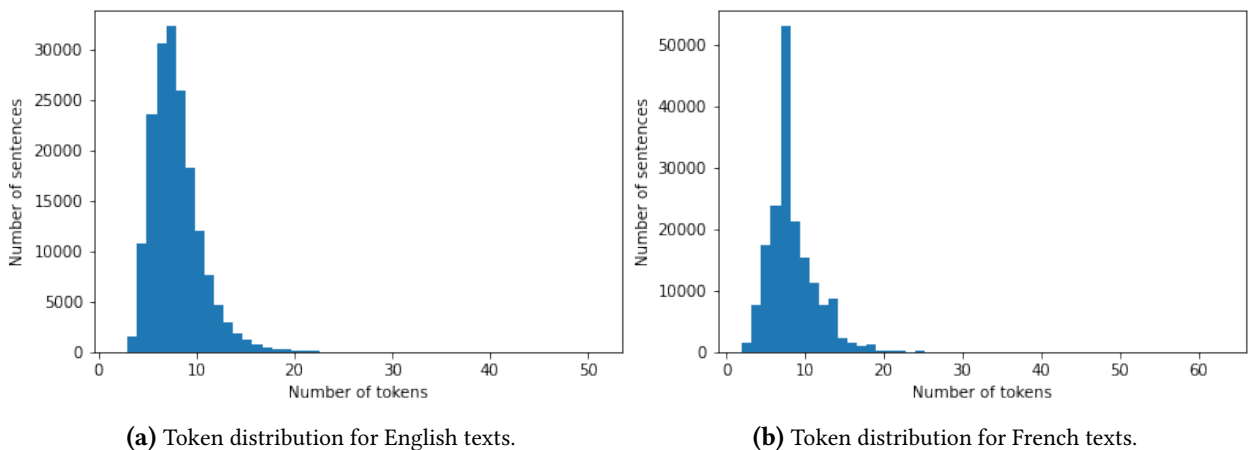 Number of sentences
30000
25000
20000
15000
10000
5000
0
0 10 20 30 40 50
Number of tokens
(a) Token distribution for English texts.
Number of sentences
50000
40000
30000
20000
10000
0
0 10 20 30 40 50 60
Number of tokens
(b) Token distribution for French texts.